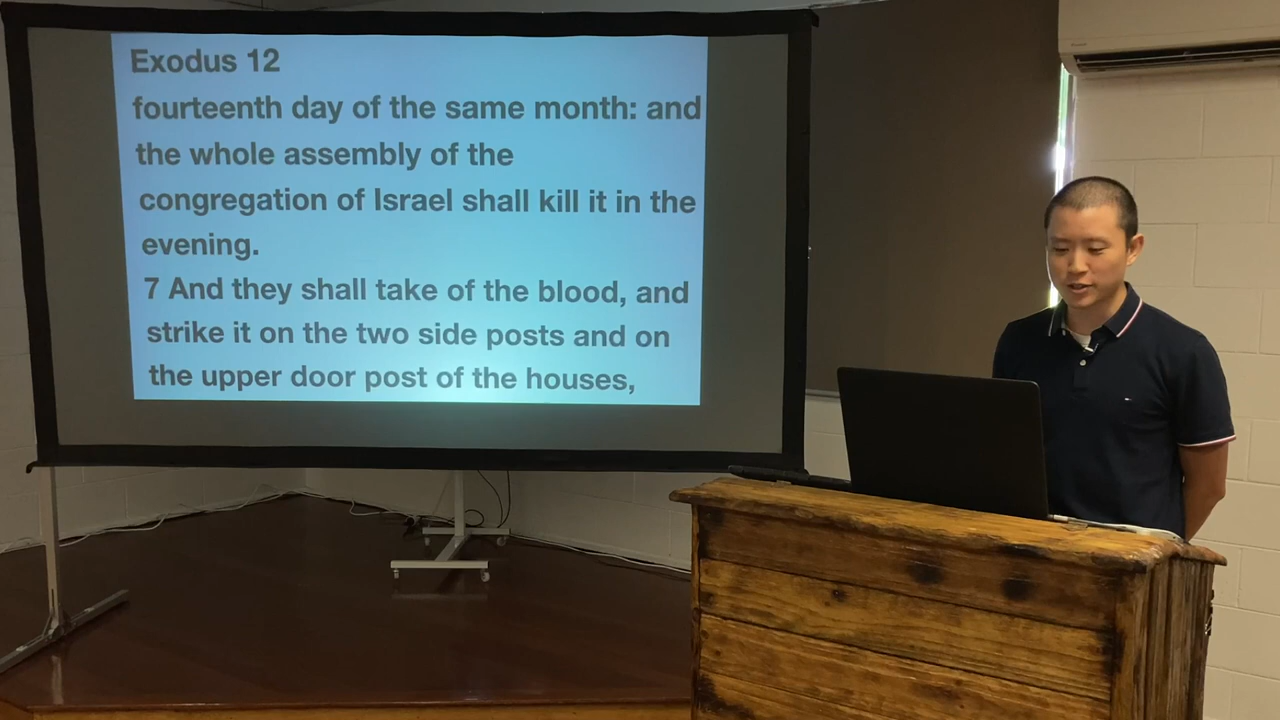 Exodus 12
fourteenth day of the same month: and
the whole assembly of the
congregation of Israel shall kill it in the
evening.
7 And they shall take of the blood, and
strike it on the two side posts and on
the upper door post of the houses,